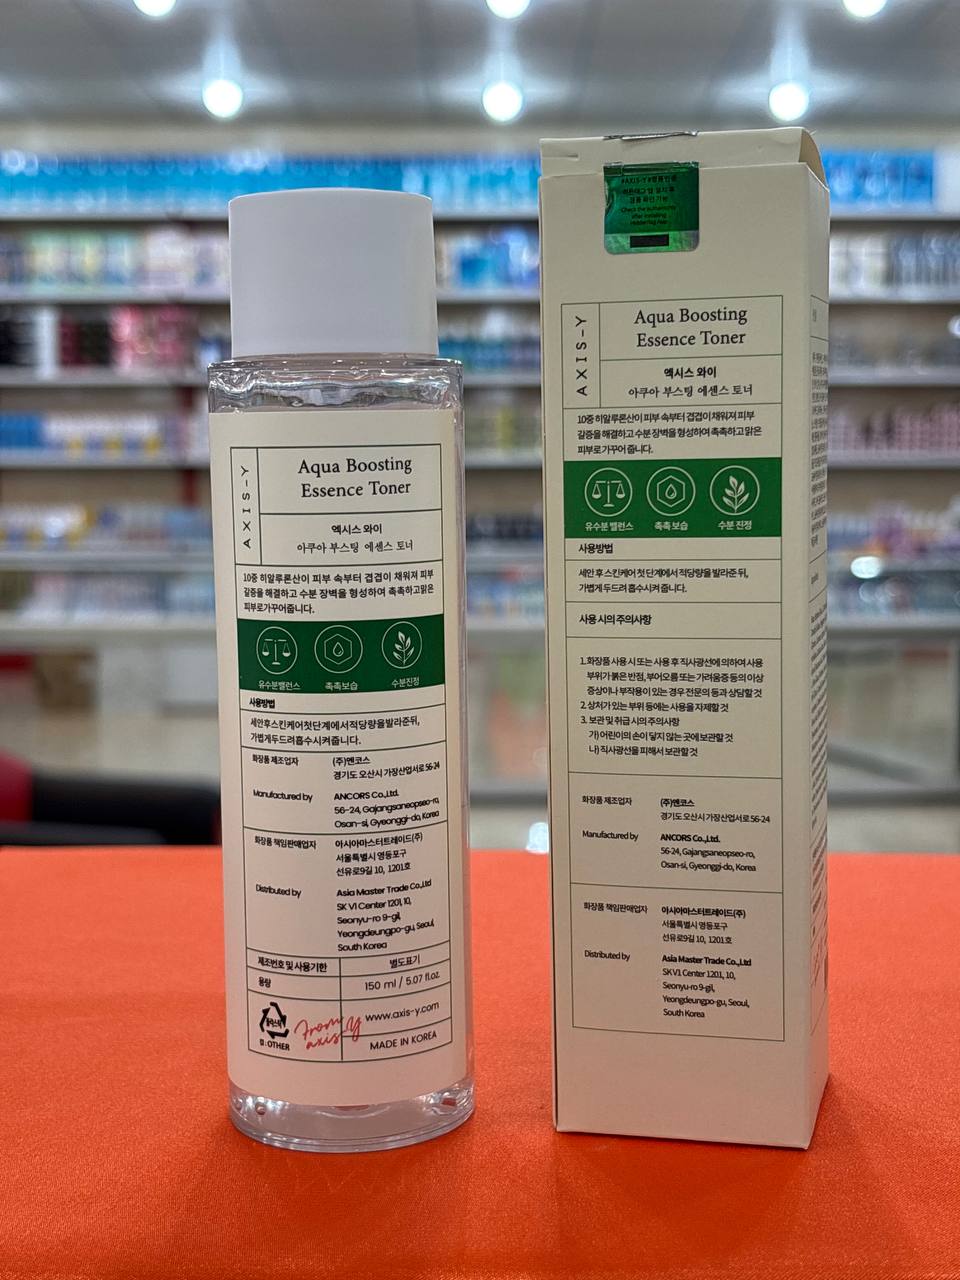 AXIS-Y
Aqua Boosting
Essence Toner
엑시스 와이
아쿠아 부스팅 에센스 토너
10중 히알루론산이 피부 속부터 겹겹이 채워져 피부
갈증을 해결하고 수분 장벽을 형성하여 촉촉하고맑은
피부로가꾸어줍니다.
유수분밸런스
촉촉보습
수분진정
사용방법
세안후스킨케어첫단계에서적당량을발라준뒤,
가볍게두드려흡수시켜줍니다.
화장품 제조업자
(주)앤코스
경기도 오산시 가장산업서로 56-24
Manufactured by
ANCORS Co.,Ltd.
56-24, Gajangsaneopseo-ro,
Osan-si, Gyeonggi-do, Korea
화장품 책임판매업자
아시아마스터트레이드(주)
서울특별시 영등포구
선유로9길 10, 1201호
Distributed by
Asia Master Trade Co.,Ltd
SK V1 Center 1201, 10,
Seonyu-ro 9-gil,
Yeongdeungpo-gu, Seoul,
South Korea
제조번호 및 사용기한
별도표기
용량
150 ml / 5.07 fl.oz.
플라스틱
캡 : OTHER
From
axis-y
www.axis-y.com
MADE IN KOREA
#AXIS-Y #정품인증
히든태그 앱 설치 후
정품 확인 가능
Check the authenticity
after installing
HiddenTag App
AXIS-Y
Aqua Boosting
Essence Toner
엑시스 와이
아쿠아 부스팅 에센스 토너
10중 히알루론산이 피부 속부터 겹겹이 채워져 피부
갈증을 해결하고 수분 장벽을 형성하여 촉촉하고 맑은
피부로 가꾸어 줍니다.
유수분 밸런스
촉촉 보습
수분 진정
사용방법
세안 후 스킨케어 첫 단계에서 적당량을 발라준 뒤,
가볍게 두드려 흡수시켜 줍니다.
사용 시의 주의사항
1. 화장품 사용 시 또는 사용 후 직사광선에 의하여 사용
부위가 붉은 반점, 부어오름 또는 가려움증 등의 이상
증상이나 부작용이 있는 경우 전문의 등과 상담할 것
2. 상처가 있는 부위 등에는 사용을 자제할 것
3. 보관 및 취급 시의 주의사항
가) 어린이의 손이 닿지 않는 곳에 보관할 것
나) 직사광선을 피해서 보관할 것
화장품 제조업자
(주)앤코스
경기도 오산시 가장산업서로 56-24
Manufactured by
ANCORS Co.,Ltd.
56-24, Gajangsaneopseo-ro,
Osan-si, Gyeonggi-do, Korea
화장품 책임판매업자
아시아마스터트레이드(주)
서울특별시 영등포구
선유로9길 10, 1201호
Distributed by
Asia Master Trade Co.,Ltd
SK V1 Center 1201, 10,
Seonyu-ro 9-gil,
Yeongdeungpo-gu, Seoul,
South Korea